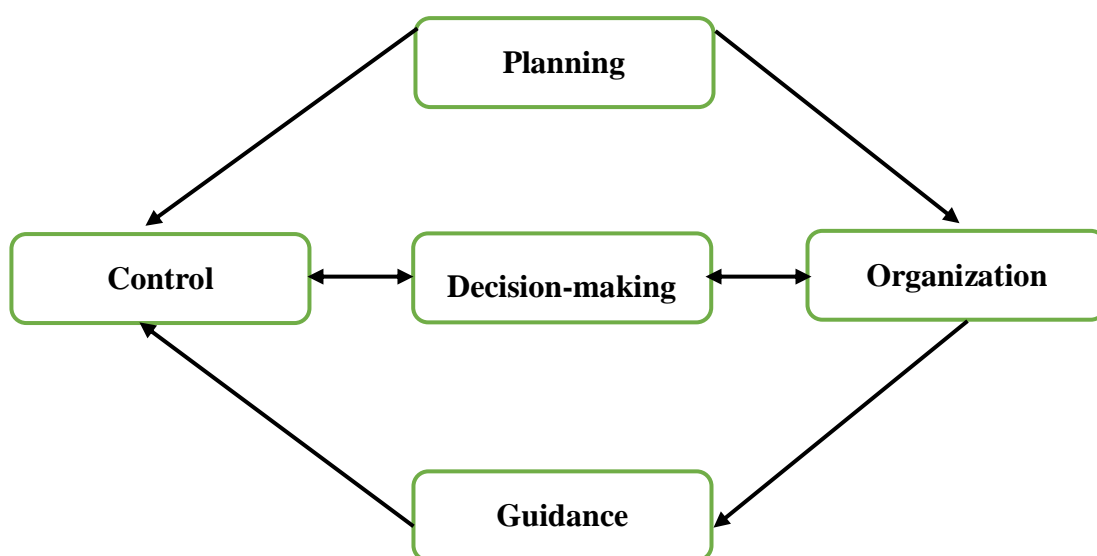 Planning
Control
Decision-making
Organization
Guidance